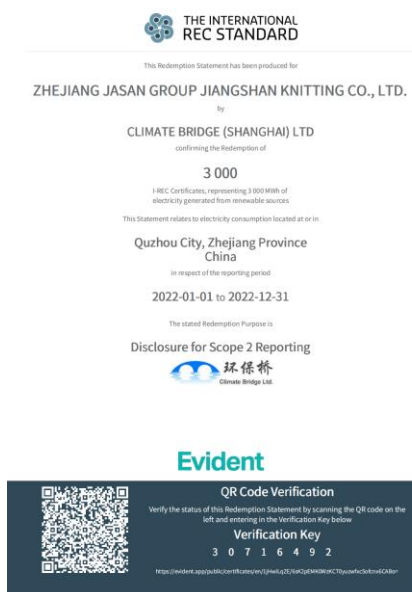 THE INTERNATIONAL
REC STANDARD
This Redemption Statement has been produced for
ZHEJIANG JASAN GROUP JIANGSHAN KNITTING CO., LTD.
by
CLIMATE BRIDGE (SHANGHAI) LTD
confirming the Redemption of
3 000
I-REC Certificates, representing 3 000 MWh of
electricity generated from renewable sources
This Statement relates to electricity consumption located at or in
Quzhou City, Zhejiang Province
China
in respect of the reporting period
2022-01-01 to 2022-12-31
The stated Redemption Purpose is
Disclosure for Scope 2 Reporting
环保桥
Climate Bridge Ltd.
Evident
QR Code Verification
Verify the status of this Redemption Statement by scanning the QR code on the
left and entering in the Verification Key below
Verification Key
3 0 7 1 6 4 9 2